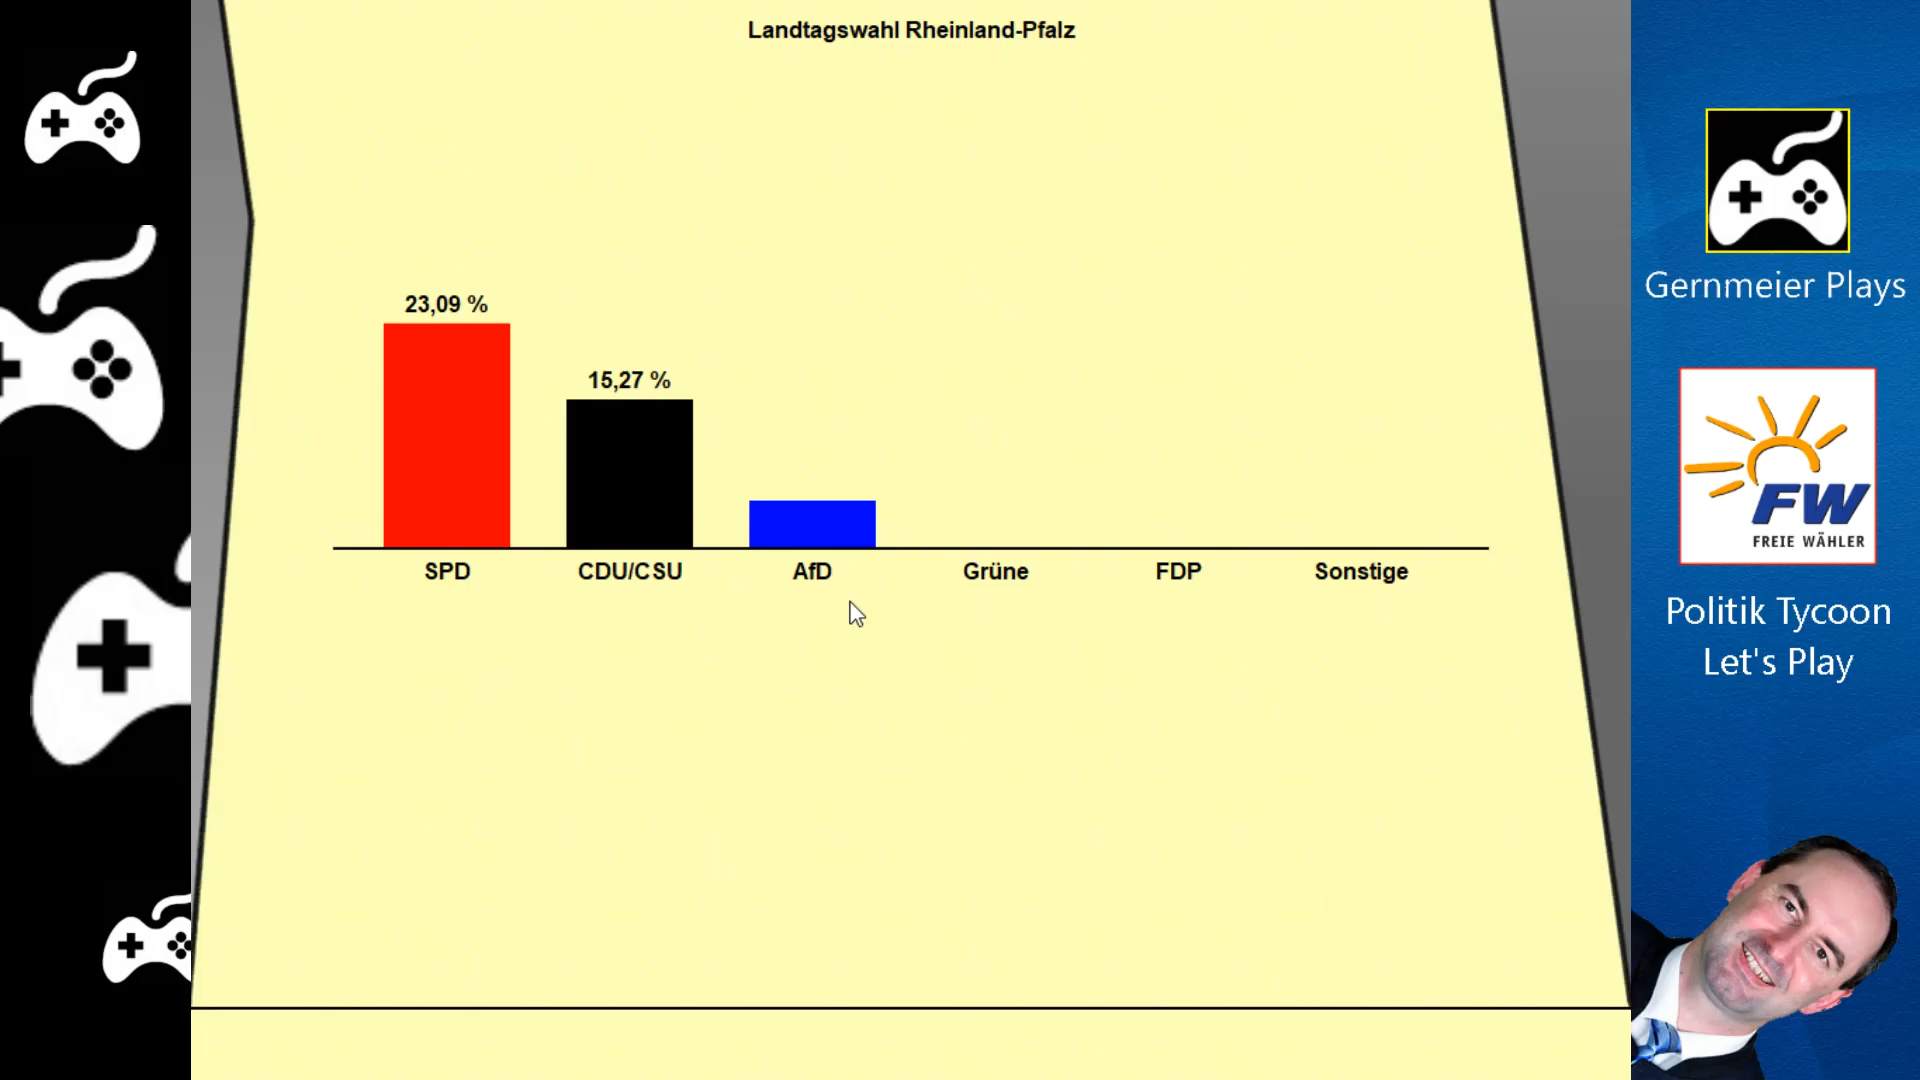 Landtagswahl Rheinland-Pfalz
23,09 %
15,27 %
SPD
CDU/CSU
AfD
Grüne
FDP
Sonstige
Gernmeier Plays
FW
FREIE WÄHLER
Politik Tycoon
Let's Play